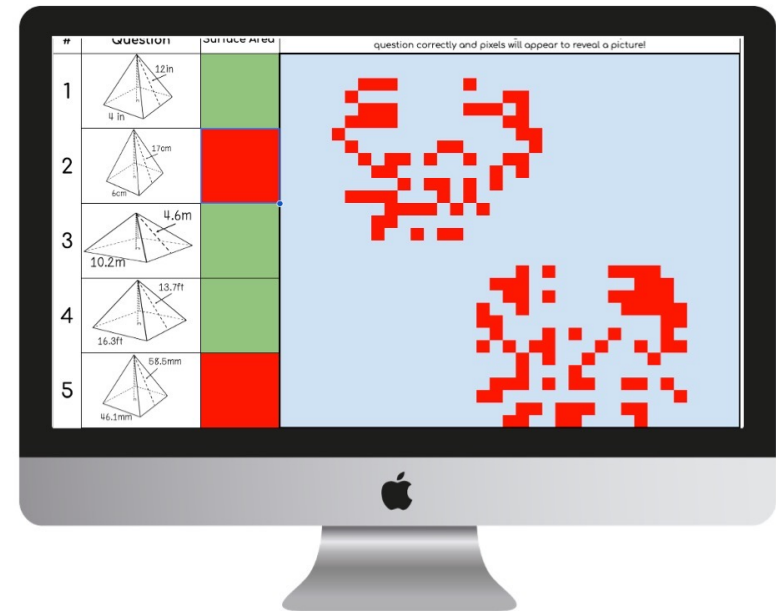 # Question Surface Area
question correctly and pixels will appear to reveal a picture!
1
12in
4 in
2
17cm
6cm
3
4.6m
10.2m
4
13.7ft
16.3ft
5
58.5mm
46.1mm